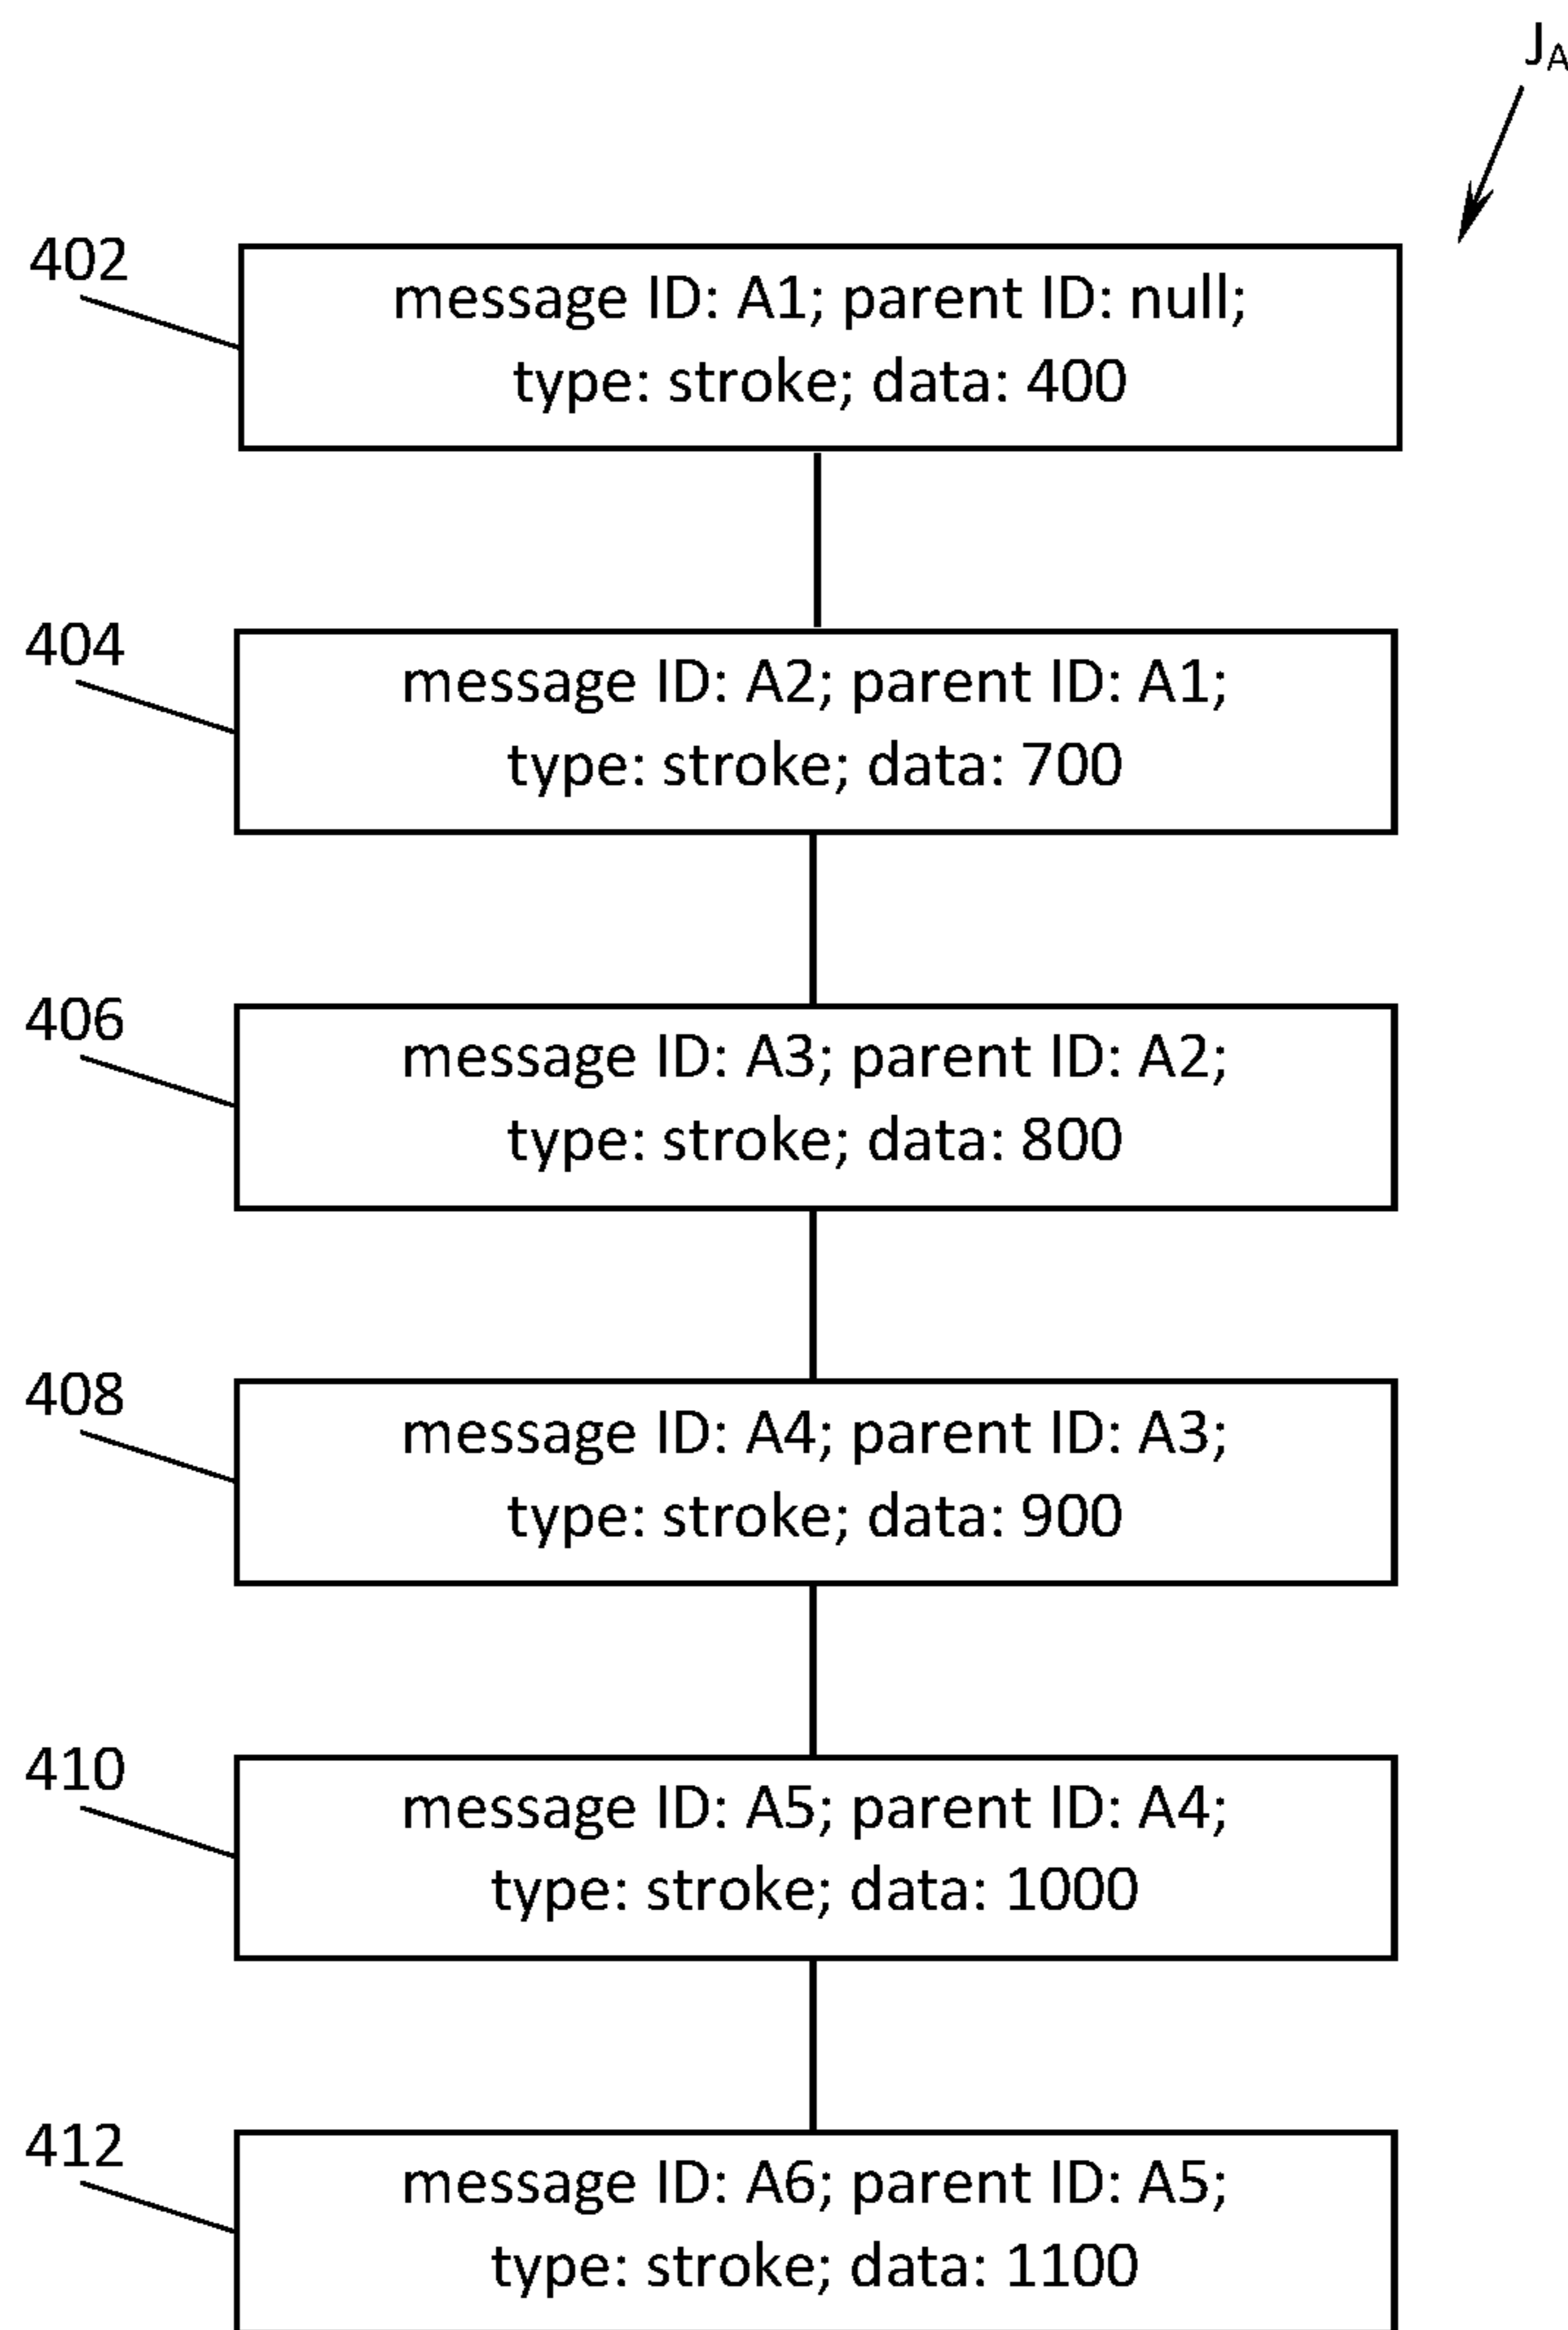 J_A
402
message ID: A1; parent ID: null;
type: stroke; data: 400
404
message ID: A2; parent ID: A1;
type: stroke; data: 700
406
message ID: A3; parent ID: A2;
type: stroke; data: 800
408
message ID: A4; parent ID: A3;
type: stroke; data: 900
410
message ID: A5; parent ID: A4;
type: stroke; data: 1000
412
message ID: A6; parent ID: A5;
type: stroke; data: 1100